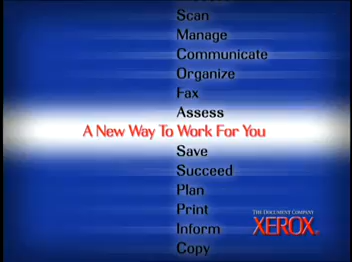 Scan
Manage
Communicate
Organize
Fax
Assess
A New Way To Work For You
Save
Succeed
Plan
Print
Inform
Copy
THE DOCUMENT COMPANY
XEROX